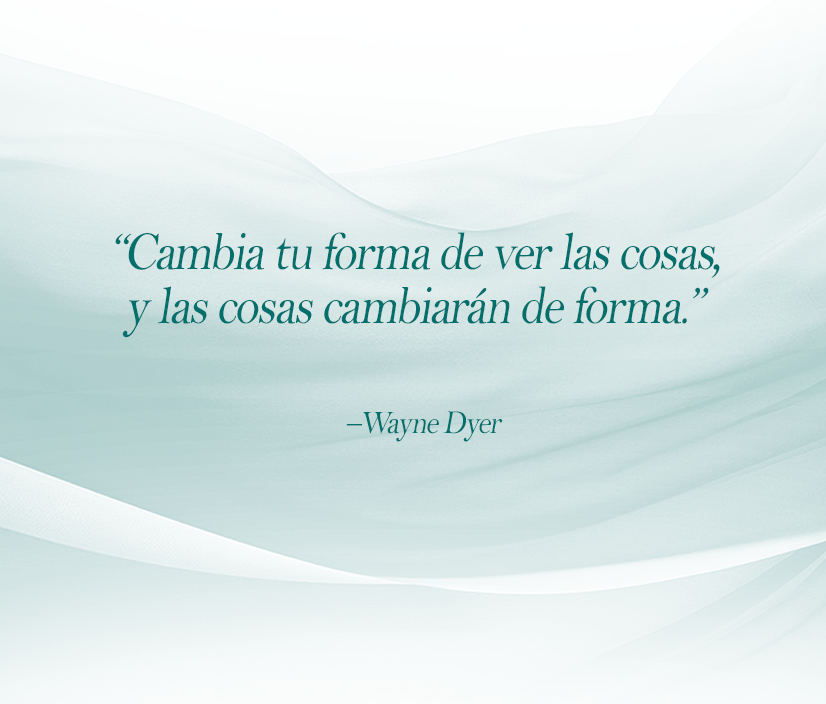 “Cambia tu forma de ver las cosas,
y las cosas cambiarán de forma.”
–Wayne Dyer